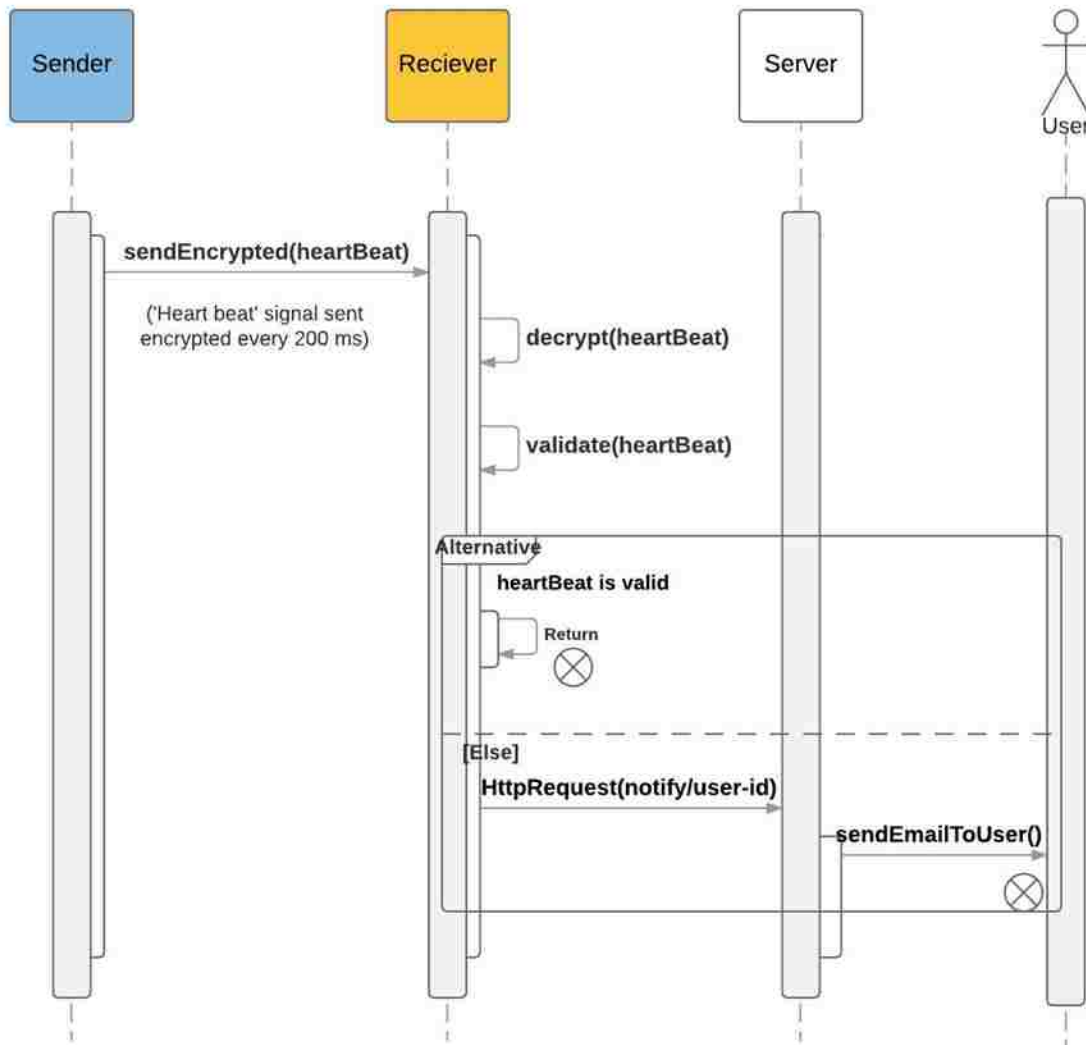 Sender
Reciever
Server
User
sendEncrypted(heartBeat)
('Heart beat' signal sent
encrypted every 200 ms)
decrypt(heartBeat)
validate(heartBeat)
Alternative
heartBeat is valid
Return
[Else]
HttpRequest(notify/user-id)
sendEmailToUser()